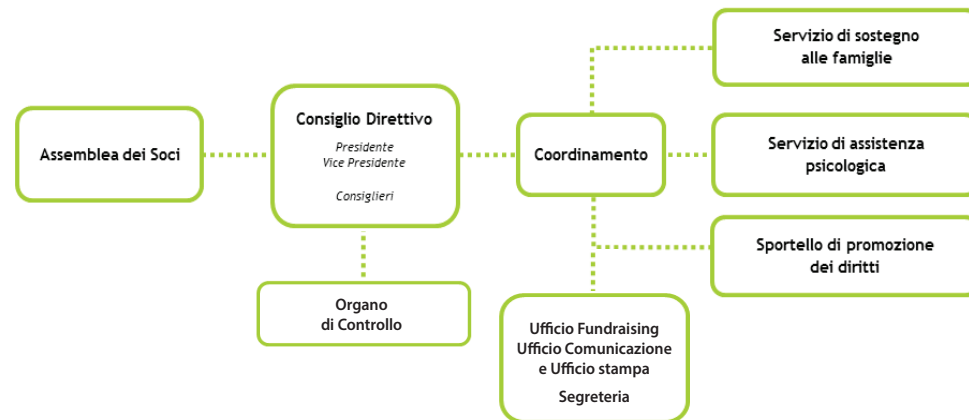 Assemblea dei Soci
Consiglio Direttivo
Presidente
Vice Presidente
Consiglieri
Organo
di Controllo
Coordinamento
Servizio di sostegno
alle famiglie
Servizio di assistenza
psicologica
Sportello di promozione
dei diritti
Ufficio Fundraising
Ufficio Comunicazione
e Ufficio stampa
Segreteria